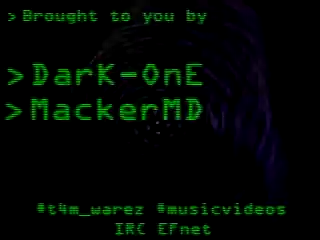 > Brought to you by
> DarK-OnE
> MackerMD
#t4m_warez #musicvideos
IRC EFnet